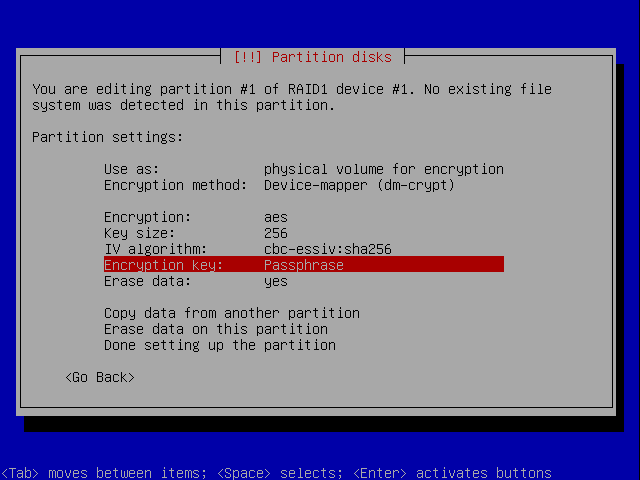 [!!] Partition disks
You are editing partition #1 of RAID1 device #1. No existing file
system was detected in this partition.
Partition settings:
Use as: physical volume for encryption
Encryption method: Device-mapper (dm-crypt)
Encryption: aes
Key size: 256
IV algorithm: cbc-essiv:sha256
Encryption key: Passphrase
Erase data: yes
Copy data from another partition
Erase data on this partition
Done setting up the partition
<Go Back>
<Tab> moves between items; <Space> selects; <Enter> activates buttons